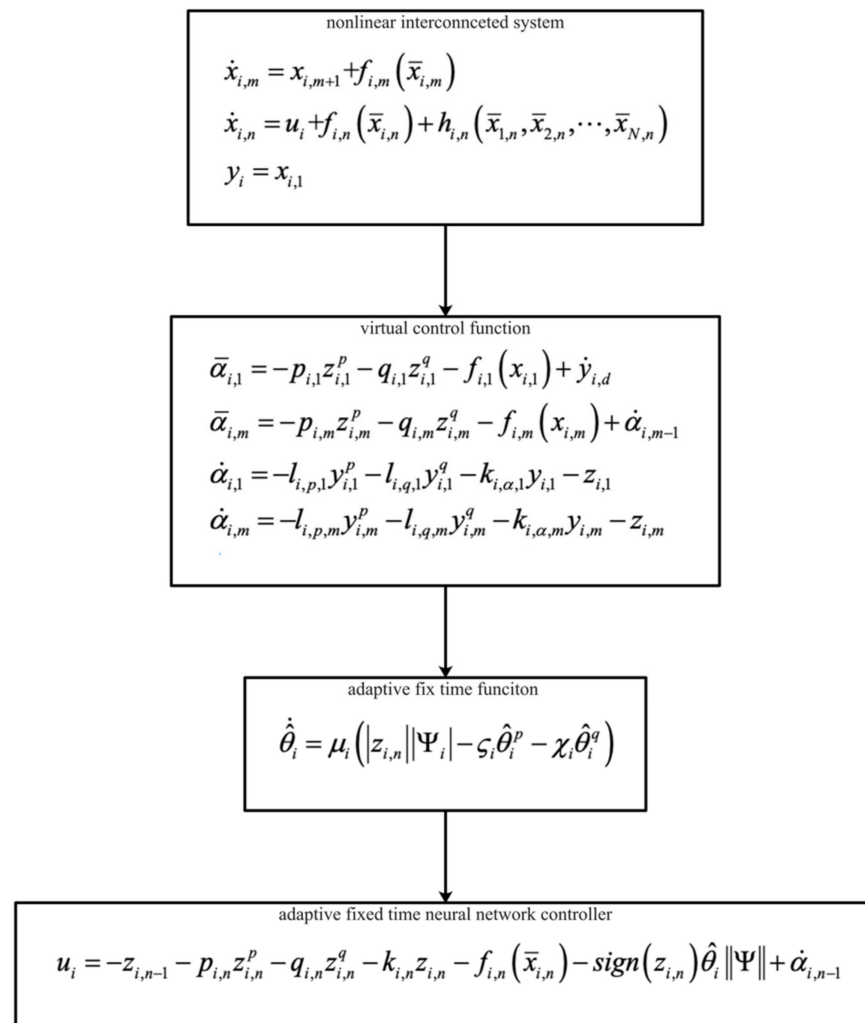 nonlinear interconnceted system
ẋ_{i,m} = x_{i,m+1}+f_{i,m}(x̄_{i,m})
ẋ_{i,n} = u_i+f_{i,n}(x̄_{i,n})+h_{i,n}(x̄_{1,n},x̄_{2,n},⋯,x̄_{N,n})
y_i = x_{i,1}
virtual control function
ᾱ_{i,1} = −p_{i,1}z_{i,1}^p − q_{i,1}z_{i,1}^q − f_{i,1}(x_{i,1})+ẏ_{i,d}
ᾱ_{i,m} = −p_{i,m}z_{i,m}^p − q_{i,m}z_{i,m}^q − f_{i,m}(x_{i,m})+α̇_{i,m−1}
α̇_{i,1} = −l_{i,p,1}y_{i,1}^p − l_{i,q,1}y_{i,1}^q − k_{i,α,1}y_{i,1} − z_{i,1}
α̇_{i,m} = −l_{i,p,m}y_{i,m}^p − l_{i,q,m}y_{i,m}^q − k_{i,α,m}y_{i,m} − z_{i,m}
adaptive fix time funciton
θ̂̇_i = μ_i(|z_{i,n}||Ψ_i|−ς_iθ̂_i^p − χ_iθ̂_i^q)
adaptive fixed time neural network controller
u_i = −z_{i,n−1} − p_{i,n}z_{i,n}^p − q_{i,n}z_{i,n}^q − k_{i,n}z_{i,n} − f_{i,n}(x̄_{i,n})−sign(z_{i,n})θ̂_i‖Ψ‖+α̇_{i,n−1}